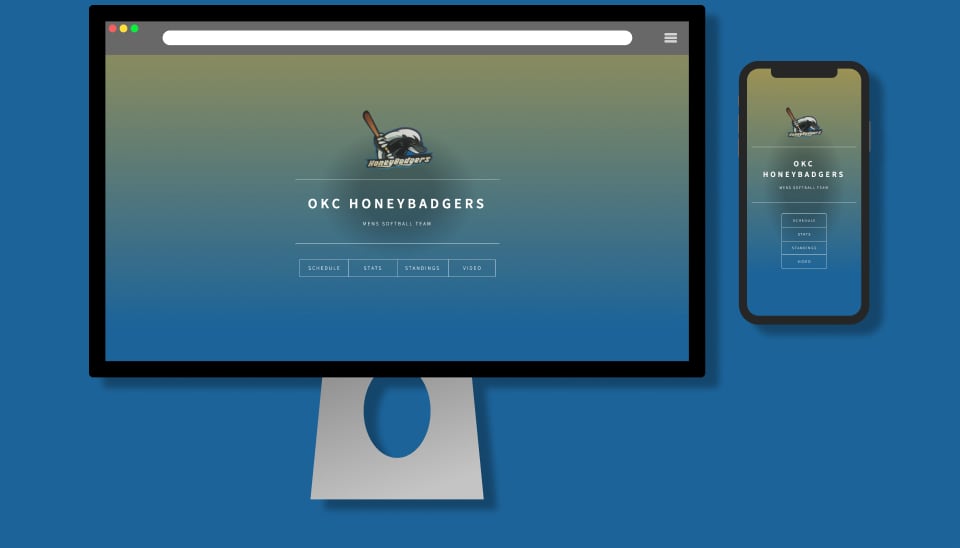 HoneyBadgers
OKC HONEYBADGERS
MENS SOFTBALL TEAM
SCHEDULE
STATS
STANDINGS
VIDEO
HoneyBadgers
OKC
HONEYBADGERS
MENS SOFTBALL TEAM
SCHEDULE
STATS
STANDINGS
VIDEO